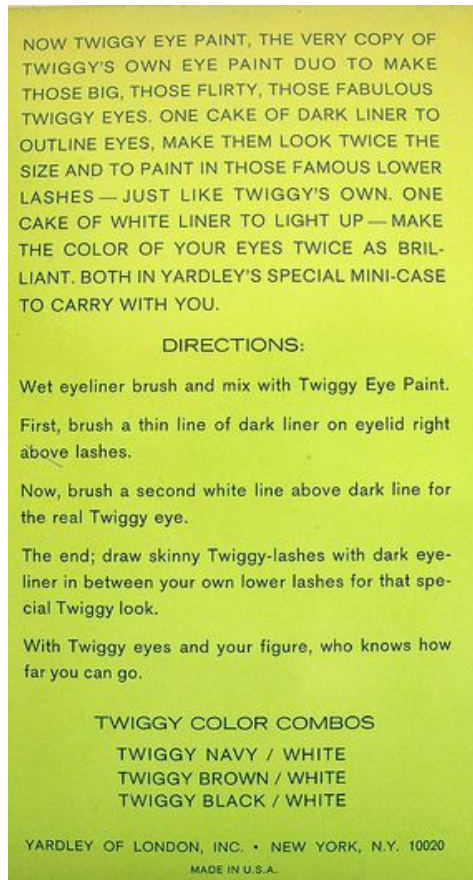 NOW TWIGGY EYE PAINT, THE VERY COPY OF
TWIGGY'S OWN EYE PAINT DUO TO MAKE
THOSE BIG, THOSE FLIRTY, THOSE FABULOUS
TWIGGY EYES. ONE CAKE OF DARK LINER TO
OUTLINE EYES, MAKE THEM LOOK TWICE THE
SIZE AND TO PAINT IN THOSE FAMOUS LOWER
LASHES — JUST LIKE TWIGGY'S OWN. ONE
CAKE OF WHITE LINER TO LIGHT UP — MAKE
THE COLOR OF YOUR EYES TWICE AS BRIL-
LIANT. BOTH IN YARDLEY'S SPECIAL MINI-CASE
TO CARRY WITH YOU.
DIRECTIONS:
Wet eyeliner brush and mix with Twiggy Eye Paint.
First, brush a thin line of dark liner on eyelid right
above lashes.
Now, brush a second white line above dark line for
the real Twiggy eye.
The end; draw skinny Twiggy-lashes with dark eye-
liner in between your own lower lashes for that spe-
cial Twiggy look.
With Twiggy eyes and your figure, who knows how
far you can go.
TWIGGY COLOR COMBOS
TWIGGY NAVY / WHITE
TWIGGY BROWN / WHITE
TWIGGY BLACK / WHITE
YARDLEY OF LONDON, INC. • NEW YORK, N.Y. 10020
MADE IN U.S.A.